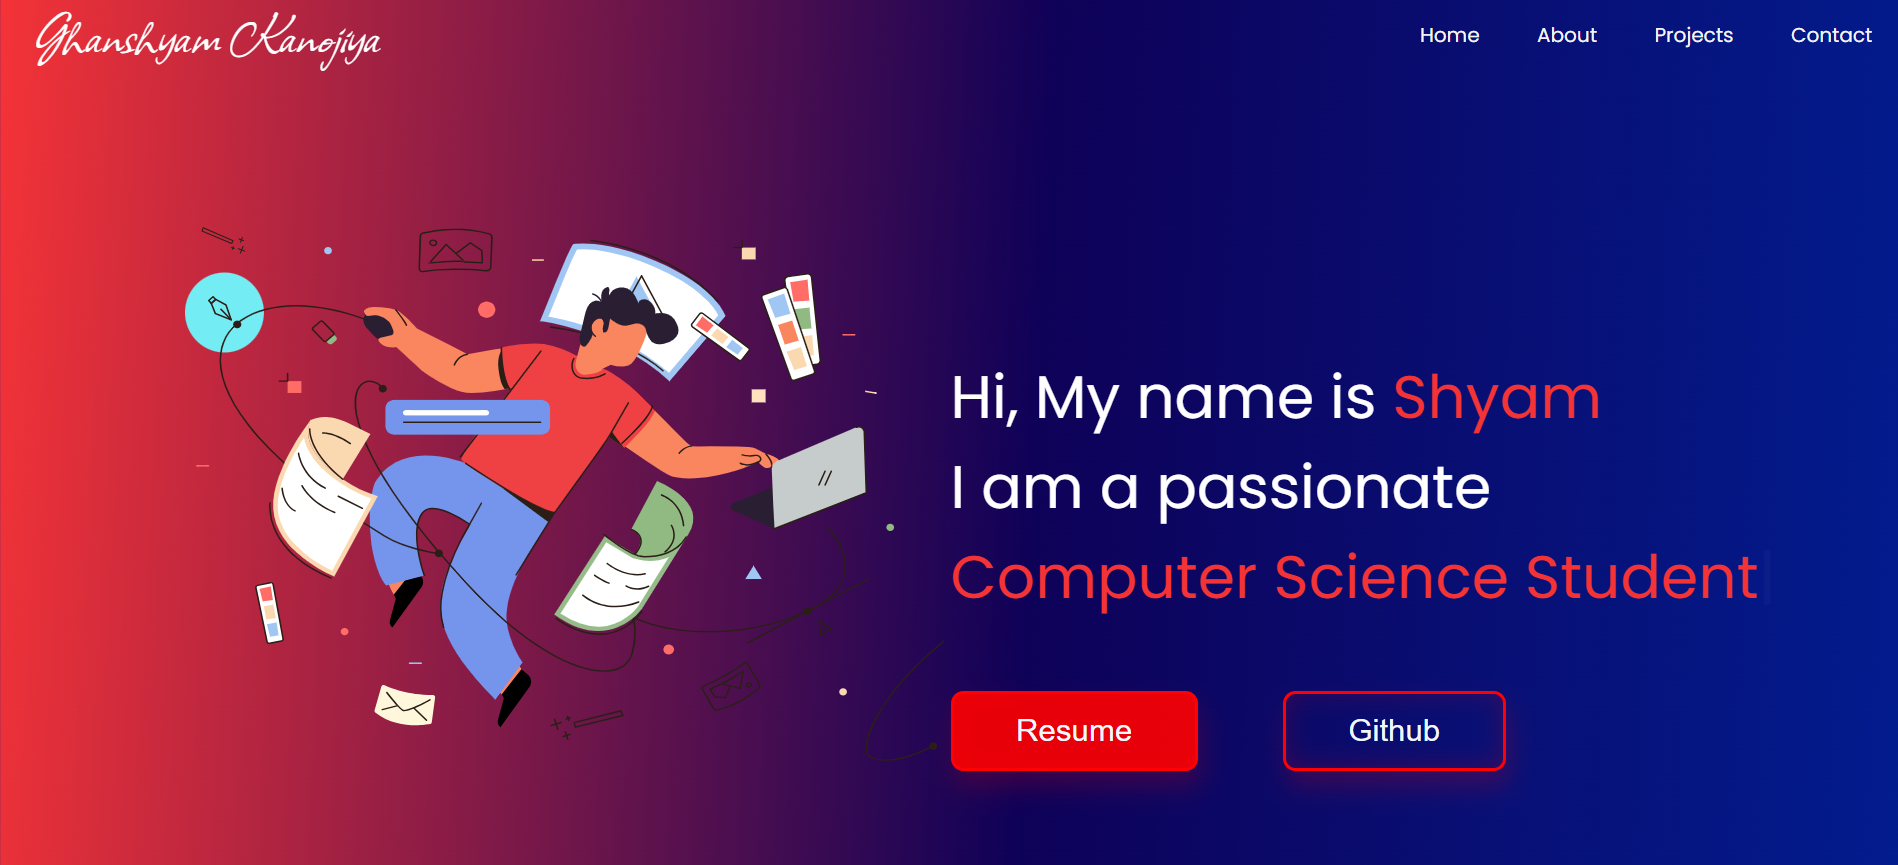 Ghanshyam Kanojiya
Home About Projects Contact
Hi, My name is Shyam
I am a passionate
Computer Science Student
Resume Github